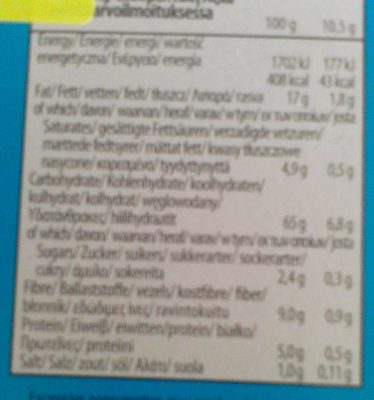 arvoilmoituksessa
100 g 10,5 g
Energy/ Energie/ energi/ wartość
energetyczna/ Ενέργεια/ energia 1702 kJ 177 kJ
408 kcal 43 kcal
Fat/ Fett/ vetten/ fedt/ tłuszcz/ Λιπαρά/ rasva 17 g 1,8 g
of which/ davon/ waarvan/ heraf/ varav/ w tym/ εκ των οποίων/ josta
Saturates/ gesättigte Fettsäuren/ verzadigde vetzuren/
mættede fedtsyrer/ mättat fett/ kwasy tłuszczowe
nasycone/ κορεσμένα/ tyydyttynyttä 4,9 g 0,5 g
Carbohydrate/ Kohlenhydrate/ koolhydraten/
kulhydrat/ kolhydrat/ węglowodany/
Υδατάνθρακες/ hiilihydraatit 65 g 6,8 g
of which/ davon/ waarvan/ heraf/ varav/ w tym/ εκ των οποίων/ josta
Sugars/ Zucker/ suikers/ sukkerarter/ sockerarter/
cukry/ σάκχαρα/ sokereita 2,4 g 0,3 g
Fibre/ Ballaststoffe/ vezels/ kostfibre/ fiber/
błonnik/ εδώδιμες ίνες/ ravintokuitu 9,0 g 0,9 g
Protein/ Eiweiß/ eiwitten/ protein/ białko/
Πρωτεΐνες/ proteiini 5,0 g 0,5 g
Salt/ Salz/ zout/ sól/ Αλάτι/ suola 1,0 g 0,11 g